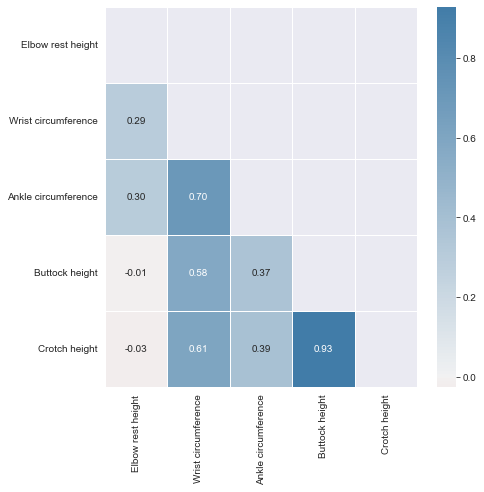 Elbow rest height
Wrist circumference
0.29
Ankle circumference
0.30 0.70
Buttock height
-0.01 0.58 0.37
Crotch height
-0.03 0.61 0.39 0.93
Elbow rest height
Wrist circumference
Ankle circumference
Buttock height
Crotch height
0.8
0.6
0.4
0.2
0.0